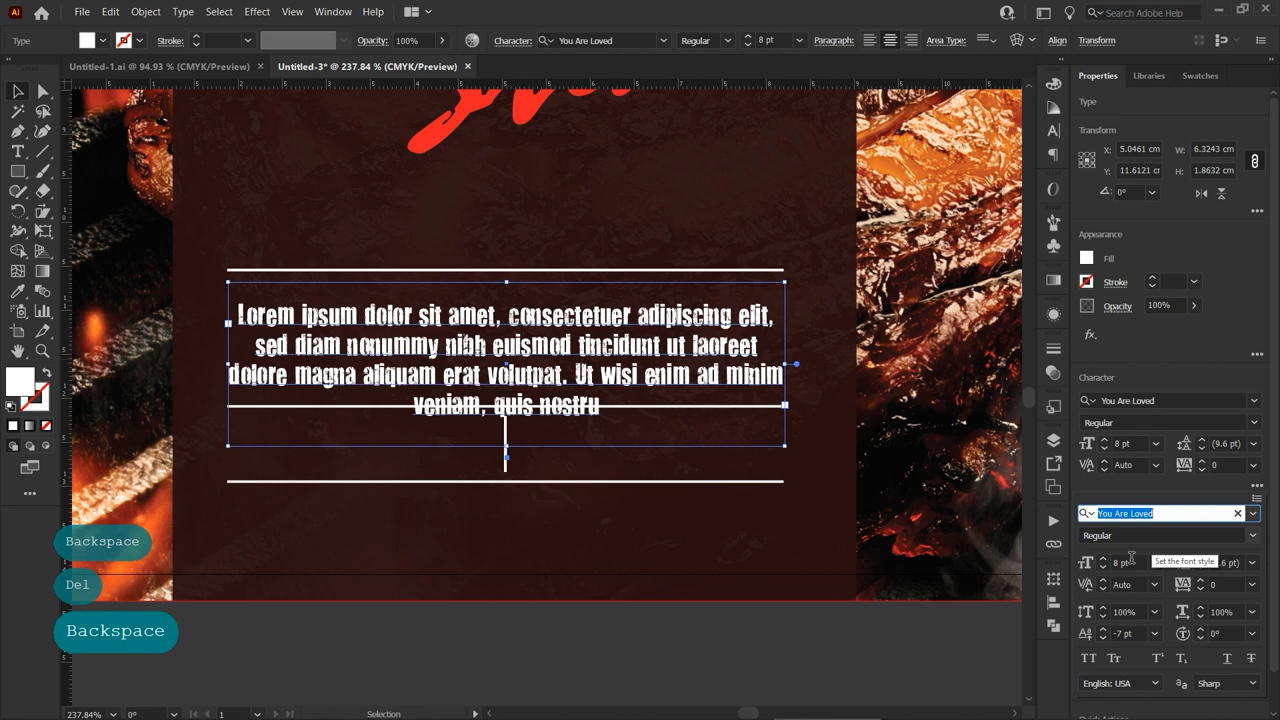 Ai File Edit Object Type Select Effect View Window Help Search Adobe Help
Type Stroke: Opacity: 100% Character: You Are Loved Regular 8 pt Paragraph: Area Type: Align Transform
Untitled-1.ai @ 94.93 % (CMYK/Preview) × Untitled-3* @ 237.84 % (CMYK/Preview) ×
Properties Libraries Swatches
Type
Transform
X: 5.0461 cm W: 6.3243 cm
Y: 11.6121 c H: 1.8632 cm
0°
Appearance
Fill
Stroke
Opacity 100%
fx.
Character
You Are Loved
Regular
8 pt (9.6 pt)
Auto 0
You Are Loved
Regular
8 pt .6 pt)
Set the font style
Auto 0
100% 100%
-7 pt 0°
English: USA Sharp
Lorem ipsum dolor sit amet, consectetuer adipiscing elit,
sed diam nonummy nibh euismod tincidunt ut laoreet
dolore magna aliquam erat volutpat. Ut wisi enim ad minim
veniam, quis nostru
Backspace
Del
Backspace
237.84% 0° 1 Selection